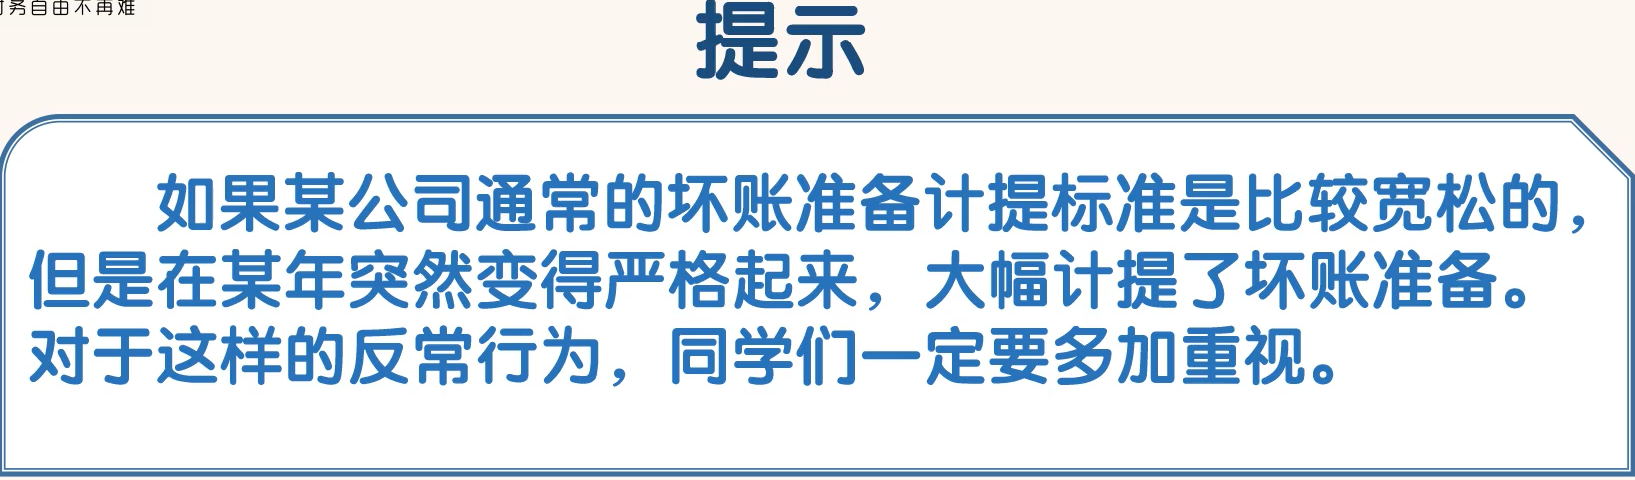 务自由不再难
提示
如果某公司通常的坏账准备计提标准是比较宽松的，
但是在某年突然变得严格起来，大幅计提了坏账准备。
对于这样的反常行为，同学们一定要多加重视。